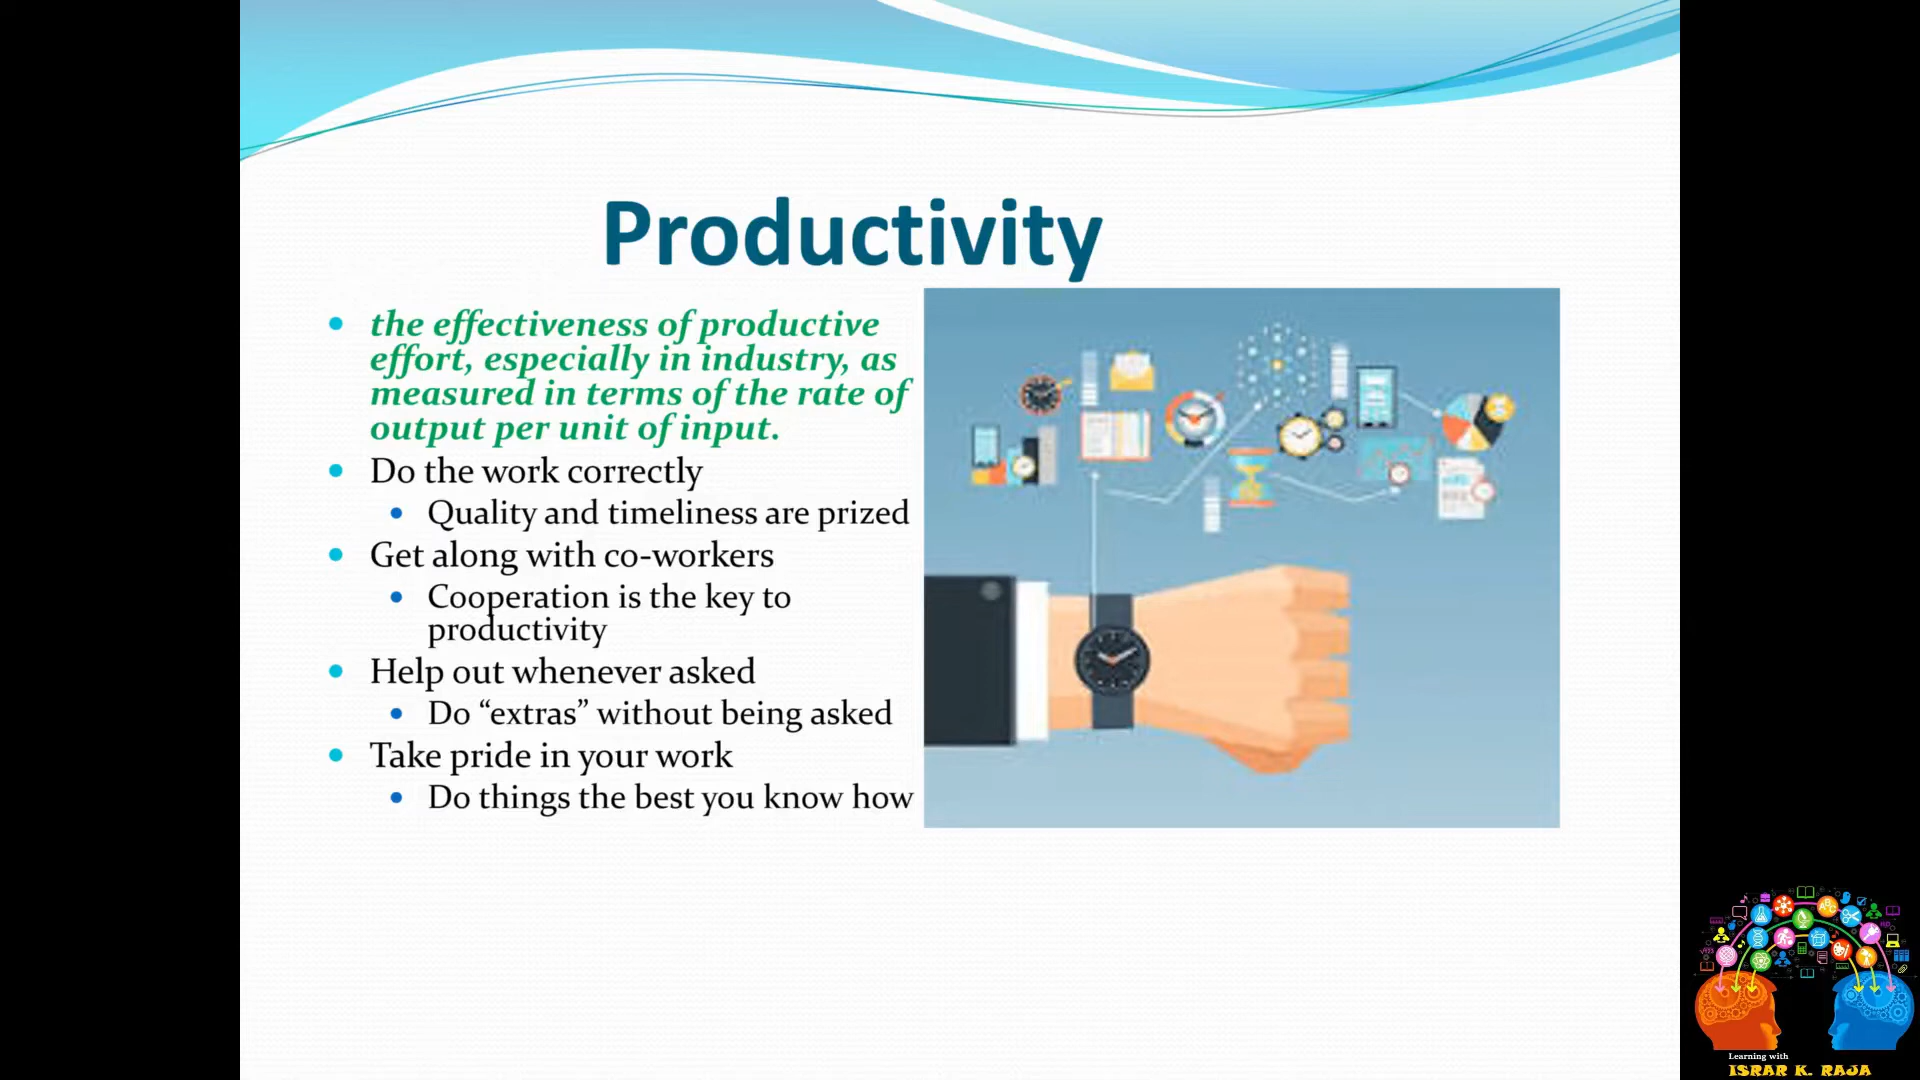 Productivity
the effectiveness of productive
effort, especially in industry, as
measured in terms of the rate of
output per unit of input.
Do the work correctly
Quality and timeliness are prized
Get along with co-workers
Cooperation is the key to
productivity
Help out whenever asked
Do “extras” without being asked
Take pride in your work
Do things the best you know how
Learning with
ISRAR K. RAJA